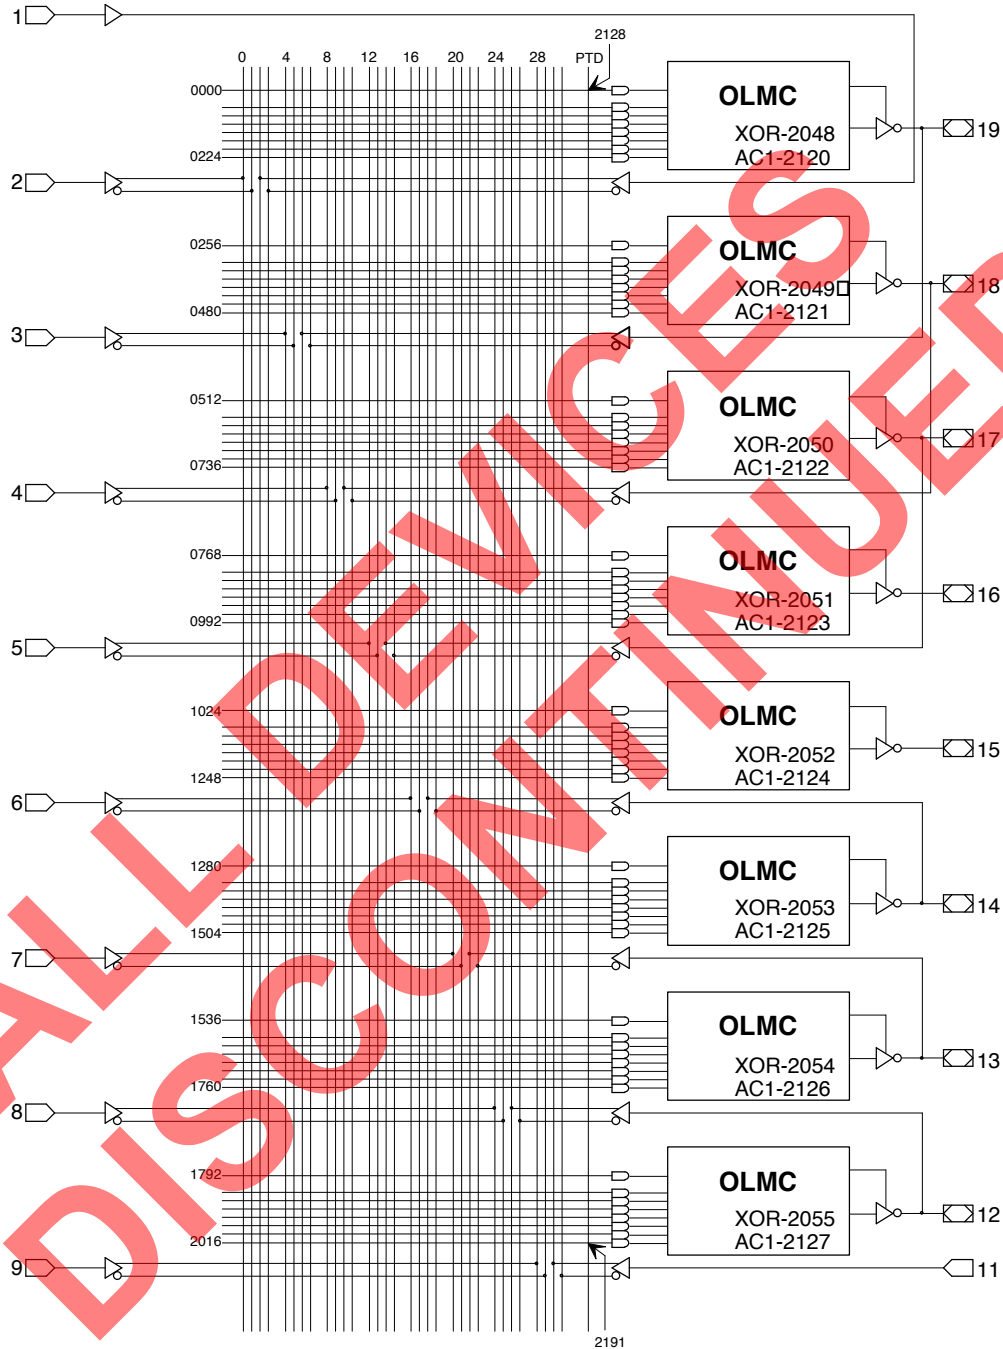 1
2128
0 4 8 12 16 20 24 28 PTD
0000
OLMC
XOR-2048
AC1-2120
19
0224
2
0256
OLMC
XOR-2049
AC1-2121
18
0480
3
0512
OLMC
XOR-2050
AC1-2122
17
0736
4
0768
OLMC
XOR-2051
AC1-2123
16
0992
5
1024
OLMC
XOR-2052
AC1-2124
15
1248
6
1280
OLMC
XOR-2053
AC1-2125
14
1504
7
1536
OLMC
XOR-2054
AC1-2126
13
1760
8
1792
OLMC
XOR-2055
AC1-2127
12
2016
9
11
2191
ALL DEVICES
DISCONTINUED